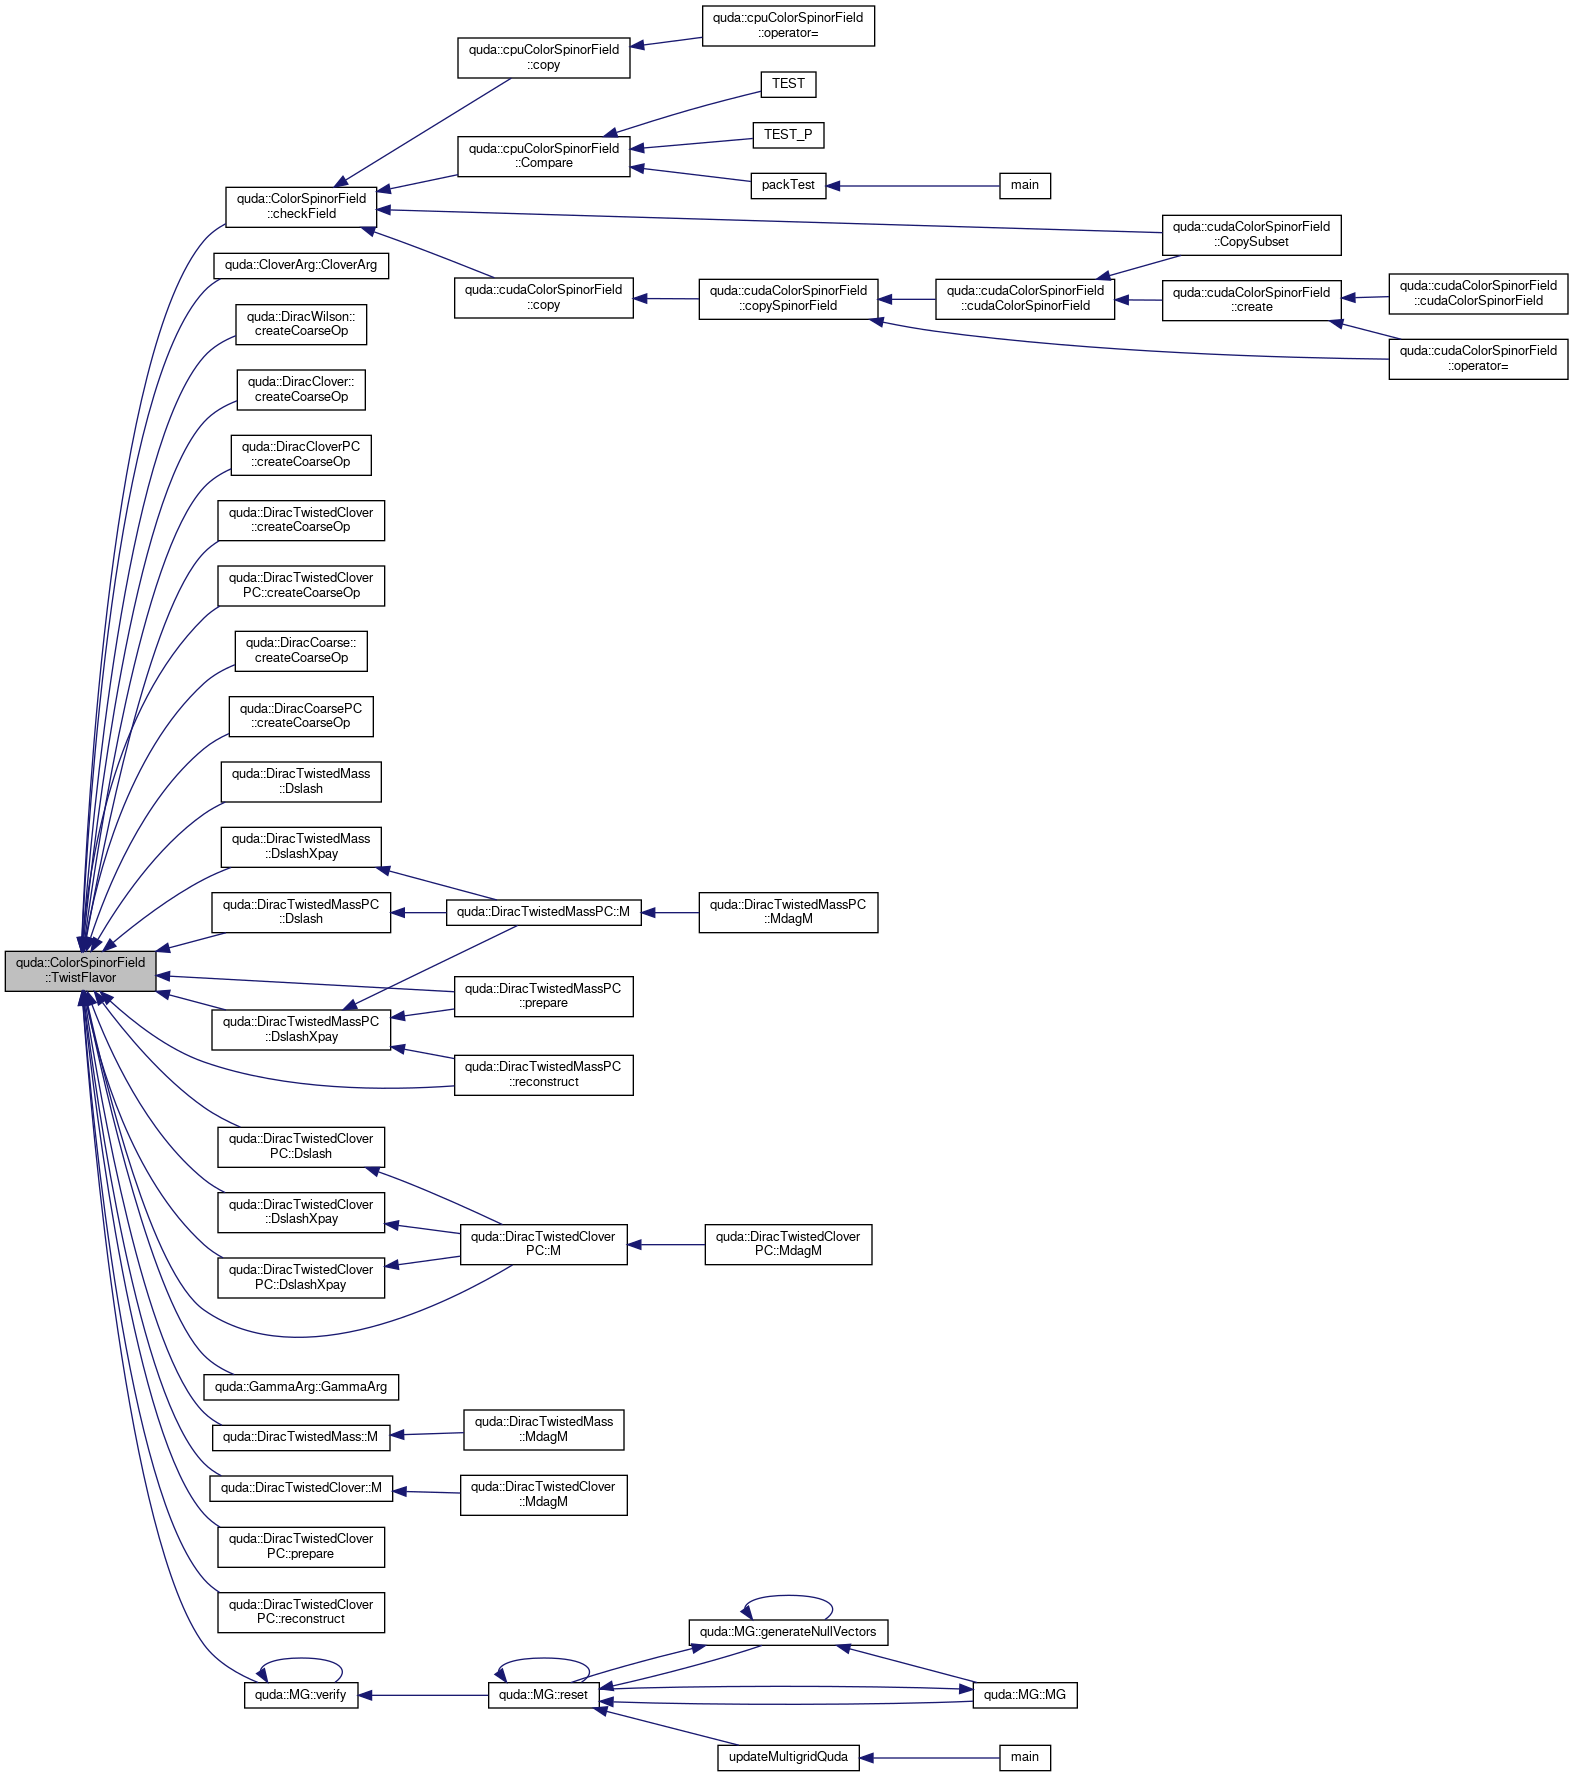 quda::cpuColorSpinorField
::operator=
quda::cpuColorSpinorField
::copy
TEST
TEST_P
quda::cpuColorSpinorField
::Compare
packTest
main
quda::ColorSpinorField
::checkField
quda::cudaColorSpinorField
::CopySubset
quda::CloverArg::CloverArg
quda::cudaColorSpinorField
::copy
quda::cudaColorSpinorField
::copySpinorField
quda::cudaColorSpinorField
::cudaColorSpinorField
quda::cudaColorSpinorField
::create
quda::cudaColorSpinorField
::cudaColorSpinorField
quda::DiracWilson::
createCoarseOp
quda::cudaColorSpinorField
::operator=
quda::DiracClover::
createCoarseOp
quda::DiracCloverPC
::createCoarseOp
quda::DiracTwistedClover
::createCoarseOp
quda::DiracTwistedClover
PC::createCoarseOp
quda::DiracCoarse::
createCoarseOp
quda::DiracCoarsePC
::createCoarseOp
quda::DiracTwistedMass
::Dslash
quda::DiracTwistedMass
::DslashXpay
quda::DiracTwistedMassPC
::Dslash
quda::DiracTwistedMassPC::M
quda::DiracTwistedMassPC
::MdagM
quda::ColorSpinorField
::TwistFlavor
quda::DiracTwistedMassPC
::prepare
quda::DiracTwistedMassPC
::DslashXpay
quda::DiracTwistedMassPC
::reconstruct
quda::DiracTwistedClover
PC::Dslash
quda::DiracTwistedClover
::DslashXpay
quda::DiracTwistedClover
PC::M
quda::DiracTwistedClover
PC::MdagM
quda::DiracTwistedClover
PC::DslashXpay
quda::GammaArg::GammaArg
quda::DiracTwistedMass::M
quda::DiracTwistedMass
::MdagM
quda::DiracTwistedClover::M
quda::DiracTwistedClover
::MdagM
quda::DiracTwistedClover
PC::prepare
quda::DiracTwistedClover
PC::reconstruct
quda::MG::generateNullVectors
quda::MG::verify
quda::MG::reset
quda::MG::MG
updateMultigridQuda
main